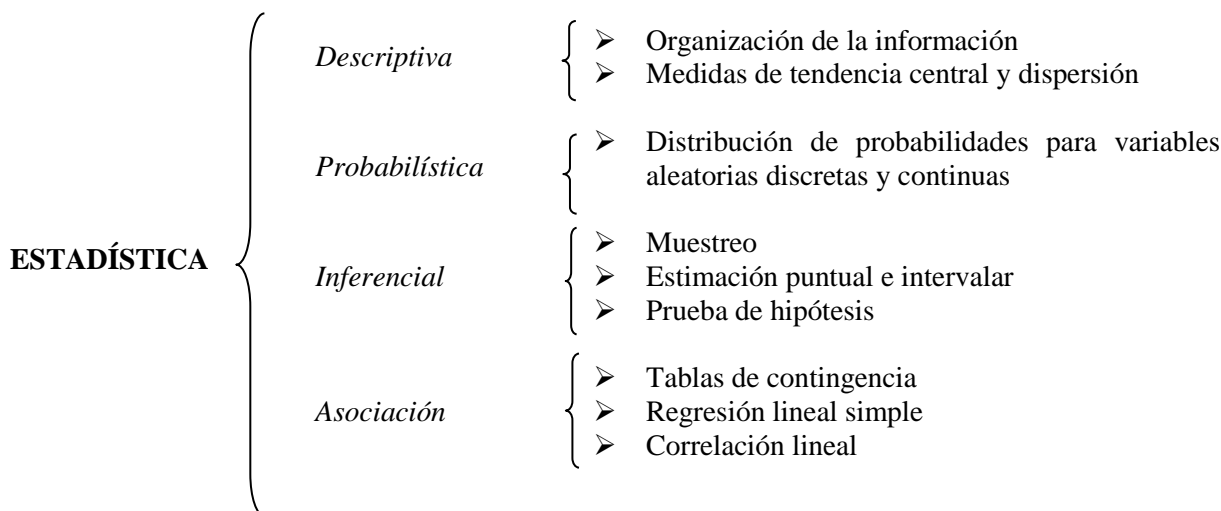 Descriptiva
➢ Organización de la información
➢ Medidas de tendencia central y dispersión
Probabilística
➢ Distribución de probabilidades para variables
aleatorias discretas y continuas
ESTADÍSTICA
Inferencial
➢ Muestreo
➢ Estimación puntual e intervalar
➢ Prueba de hipótesis
Asociación
➢ Tablas de contingencia
➢ Regresión lineal simple
➢ Correlación lineal